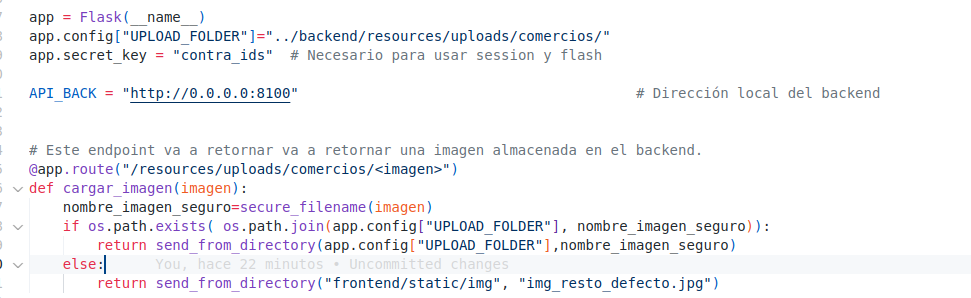 app = Flask(__name__)
app.config["UPLOAD_FOLDER"]="../backend/resources/uploads/comercios/"
app.secret_key = "contra_ids"  # Necesario para usar session y flash
API_BACK = "http://0.0.0.0:8100"                                         # Dirección local del backend
# Este endpoint va a retornar va a retornar una imagen almacenada en el backend.
@app.route("/resources/uploads/comercios/<imagen>")
def cargar_imagen(imagen):
    nombre_imagen_seguro=secure_filename(imagen)
    if os.path.exists( os.path.join(app.config["UPLOAD_FOLDER"], nombre_imagen_seguro)):
        return send_from_directory(app.config["UPLOAD_FOLDER"],nombre_imagen_seguro)
    else:      You, hace 22 minutos • Uncommitted changes
        return send_from_directory("frontend/static/img", "img_resto_defecto.jpg")